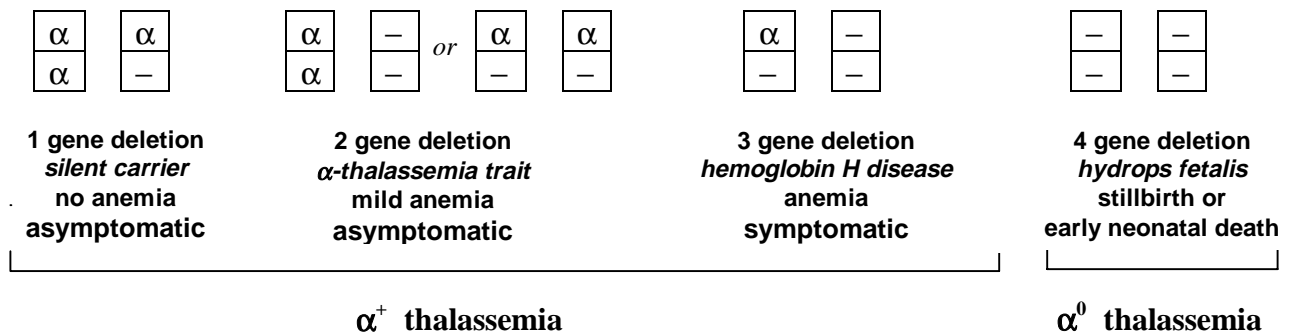 α α α – or α α α – – –
α – α – – – – – – –
1 gene deletion 2 gene deletion 3 gene deletion 4 gene deletion
silent carrier α-thalassemia trait hemoglobin H disease hydrops fetalis
no anemia mild anemia anemia stillbirth or
. asymptomatic asymptomatic symptomatic early neonatal death
α⁺ thalassemia α⁰ thalassemia